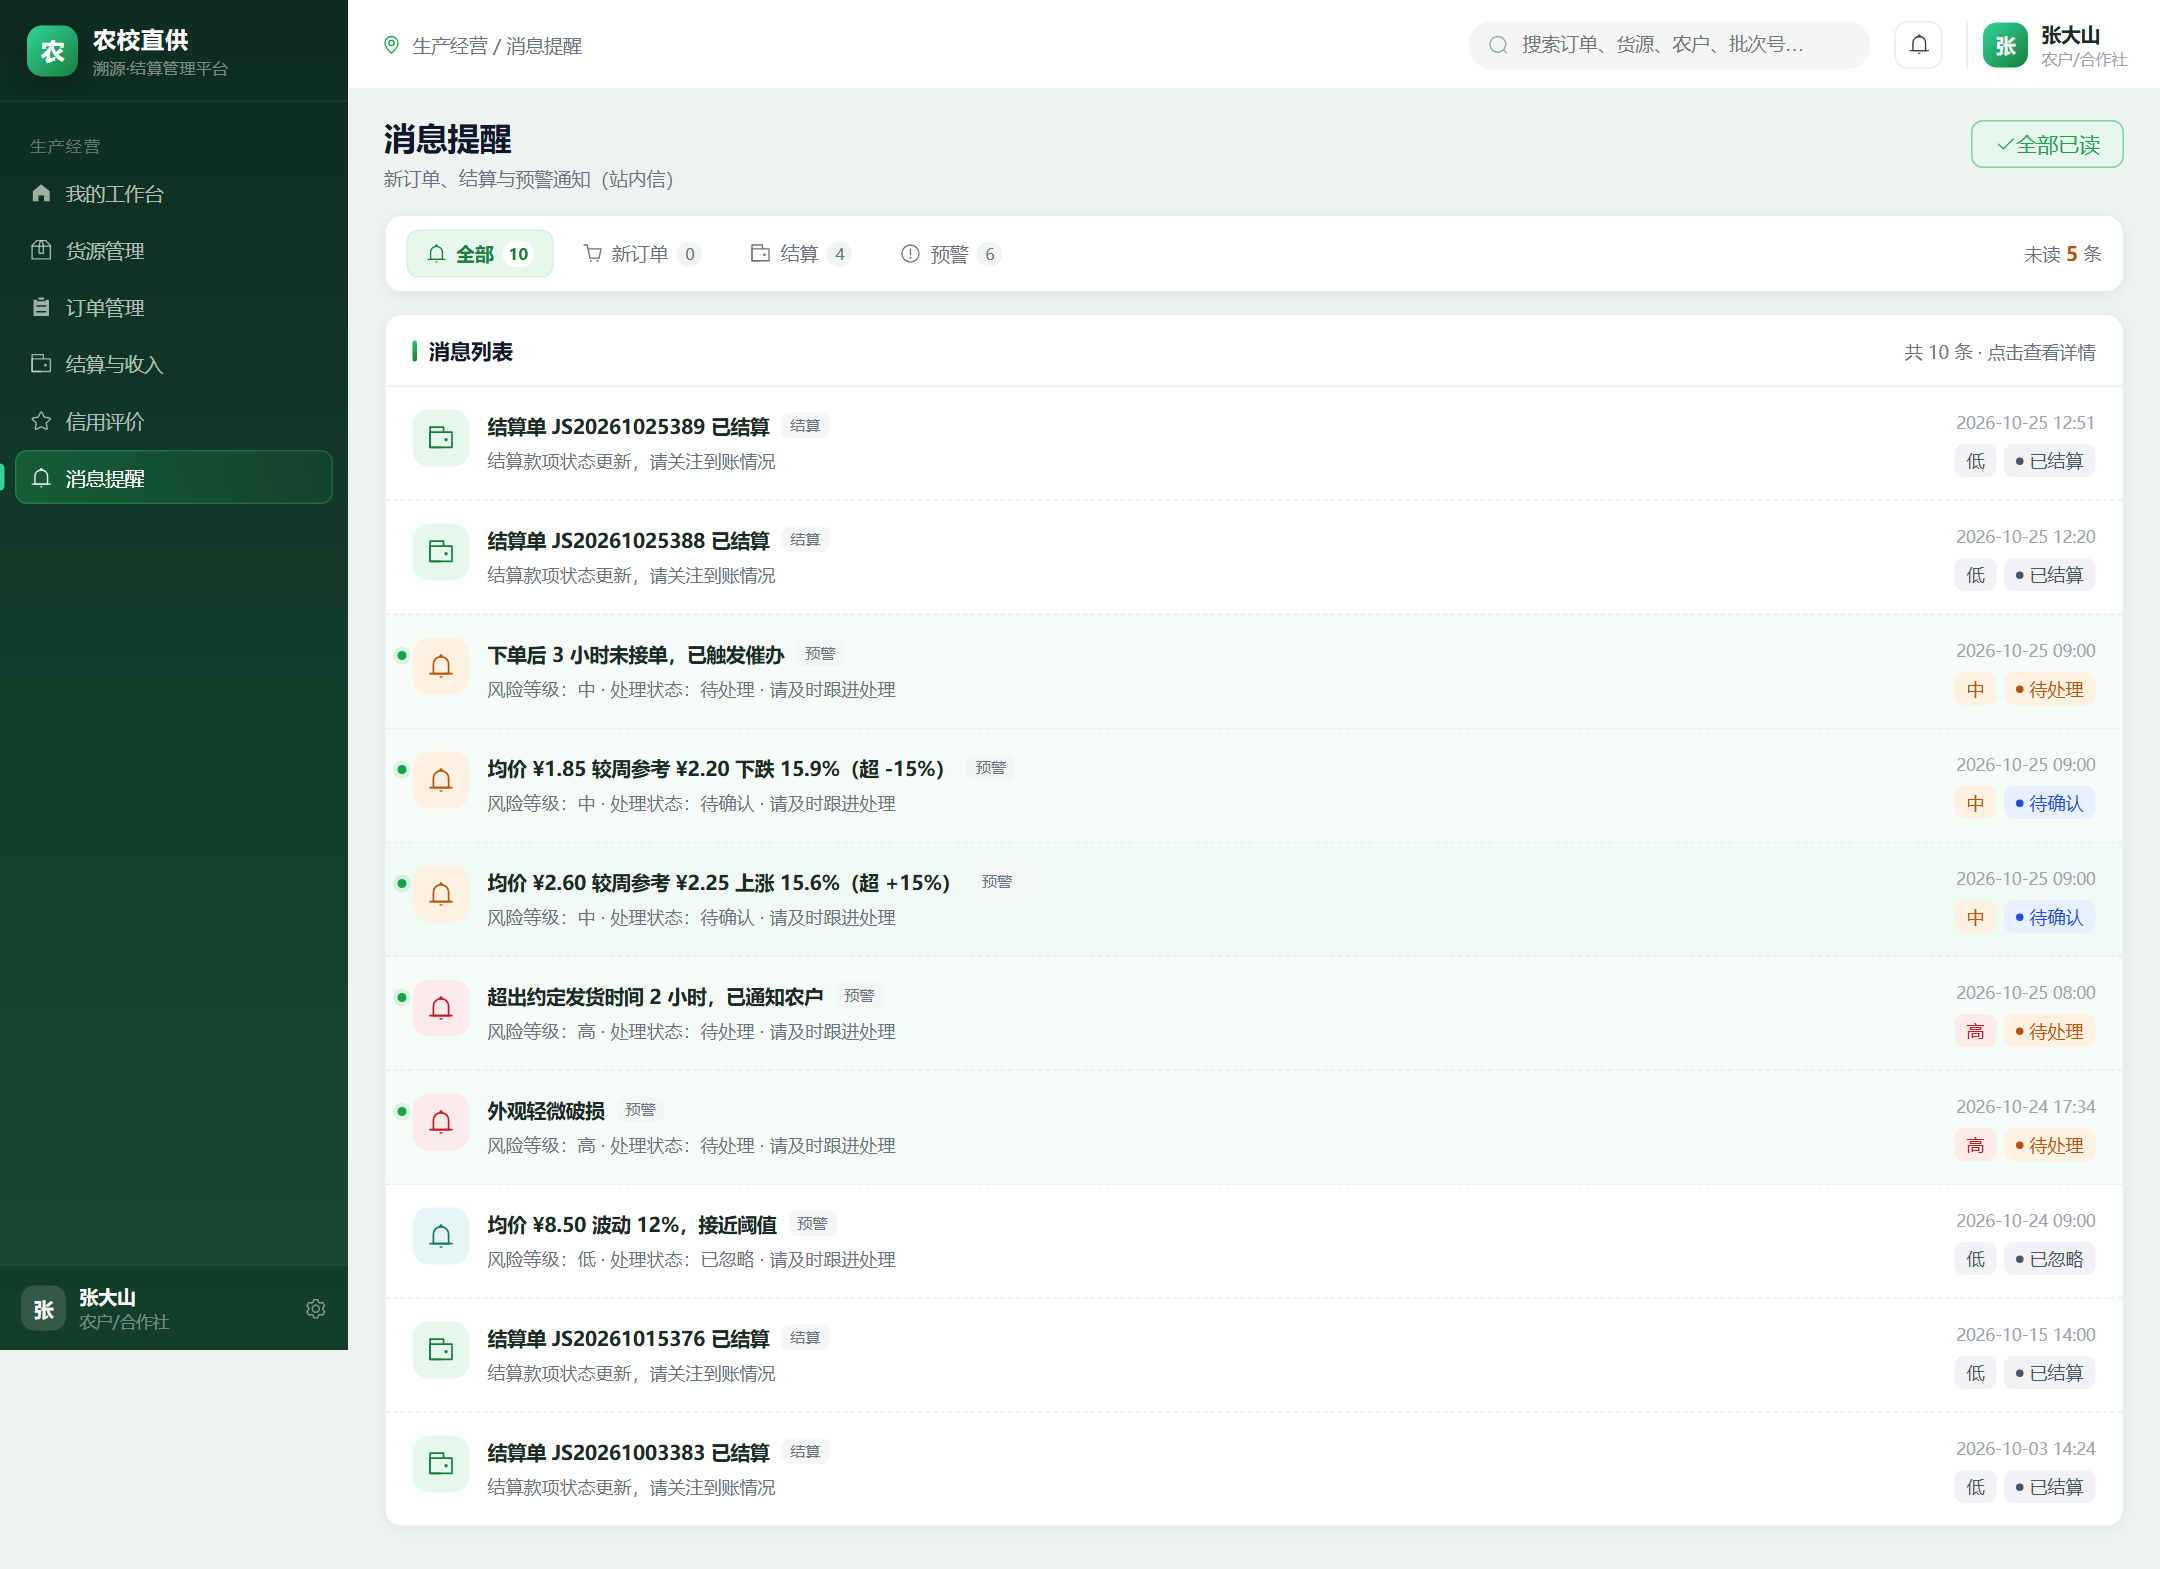 农
农校直供
溯源·结算管理平台
生产经营
我的工作台
货源管理
订单管理
结算与收入
信用评价
消息提醒
张
张大山
农户/合作社
生产经营 / 消息提醒
搜索订单、货源、农户、批次号...
张
张大山
农户/合作社
消息提醒
新订单、结算与预警通知（站内信）
全部已读
全部 10
新订单 0
结算 4
预警 6
未读 5 条
消息列表
共 10 条 · 点击查看详情
结算单 JS20261025389 已结算 结算
结算款项状态更新，请关注到账情况
2026-10-25 12:51
低 已结算
结算单 JS20261025388 已结算 结算
结算款项状态更新，请关注到账情况
2026-10-25 12:20
低 已结算
下单后 3 小时未接单，已触发催办 预警
风险等级：中 · 处理状态：待处理 · 请及时跟进处理
2026-10-25 09:00
中 待处理
均价 ¥1.85 较周参考 ¥2.20 下跌 15.9%（超 -15%） 预警
风险等级：中 · 处理状态：待确认 · 请及时跟进处理
2026-10-25 09:00
中 待确认
均价 ¥2.60 较周参考 ¥2.25 上涨 15.6%（超 +15%） 预警
风险等级：中 · 处理状态：待确认 · 请及时跟进处理
2026-10-25 09:00
中 待确认
超出约定发货时间 2 小时，已通知农户 预警
风险等级：高 · 处理状态：待处理 · 请及时跟进处理
2026-10-25 08:00
高 待处理
外观轻微破损 预警
风险等级：高 · 处理状态：待处理 · 请及时跟进处理
2026-10-24 17:34
高 待处理
均价 ¥8.50 波动 12%，接近阈值 预警
风险等级：低 · 处理状态：已忽略 · 请及时跟进处理
2026-10-24 09:00
低 已忽略
结算单 JS20261015376 已结算 结算
结算款项状态更新，请关注到账情况
2026-10-15 14:00
低 已结算
结算单 JS20261003383 已结算 结算
结算款项状态更新，请关注到账情况
2026-10-03 14:24
低 已结算